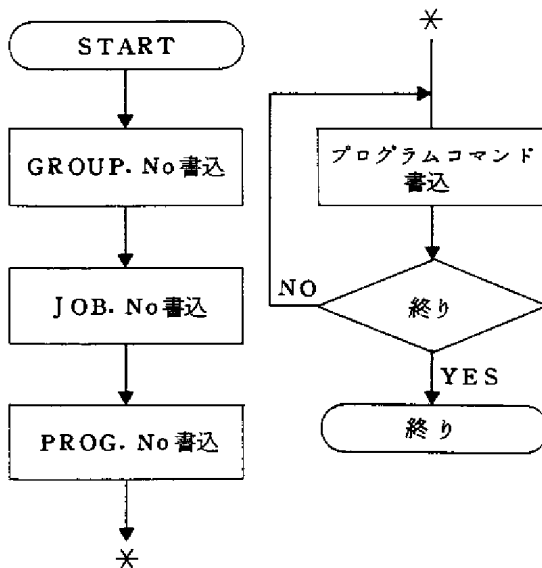 START
GROUP. No書込
JOB. No書込
PROG. No書込
*
*
プログラムコマンド
書込
終り
NO
YES
終り